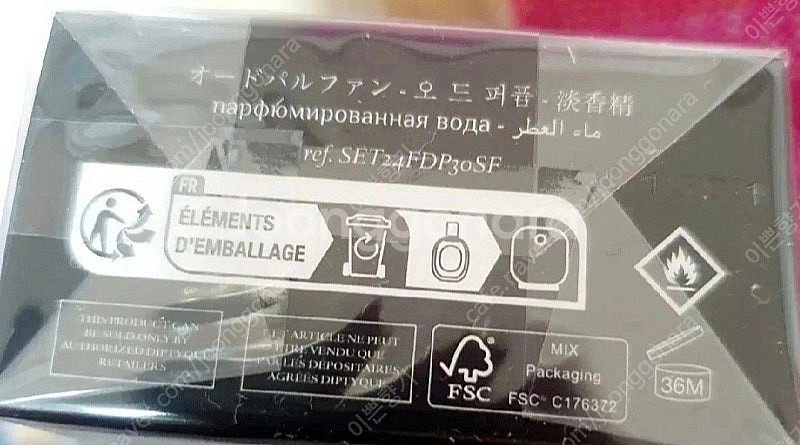 オードパルファン - 오 드 퍼퓸 - 淡香精
парфюмированная вода - ماء العطر
ref. SET24FDP30SF
FR
ÉLÉMENTS
D'EMBALLAGE
THIS PRODUCT CAN
BE SOLD ONLY BY
AUTHORIZED DIPTYQUE
RETAILERS
CET ARTICLE NE PEUT
ETRE VENDU QUE
PAR LES DÉPOSITAIRES
AGRÉÉS DIPTYQUE
FSC
MIX
Packaging
FSC® C176372
36M
joonggonara